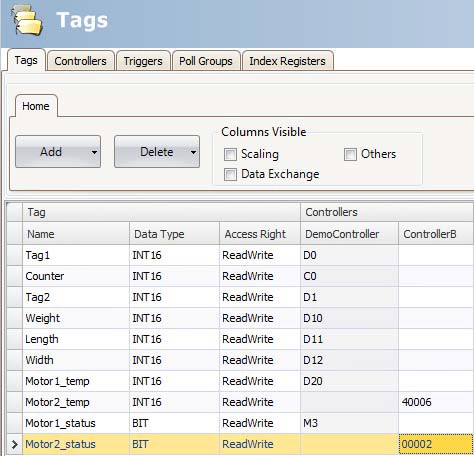 Tags
Tags Controllers Triggers Poll Groups Index Registers
Home
Add Delete
Columns Visible
Scaling Others
Data Exchange
Tag Controllers
Name Data Type Access Right DemoController ControllerB
Tag1 INT16 ReadWrite D0
Counter INT16 ReadWrite C0
Tag2 INT16 ReadWrite D1
Weight INT16 ReadWrite D10
Length INT16 ReadWrite D11
Width INT16 ReadWrite D12
Motor1_temp INT16 ReadWrite D20
Motor2_temp INT16 ReadWrite 40006
Motor1_status BIT ReadWrite M3
Motor2_status BIT ReadWrite 00002